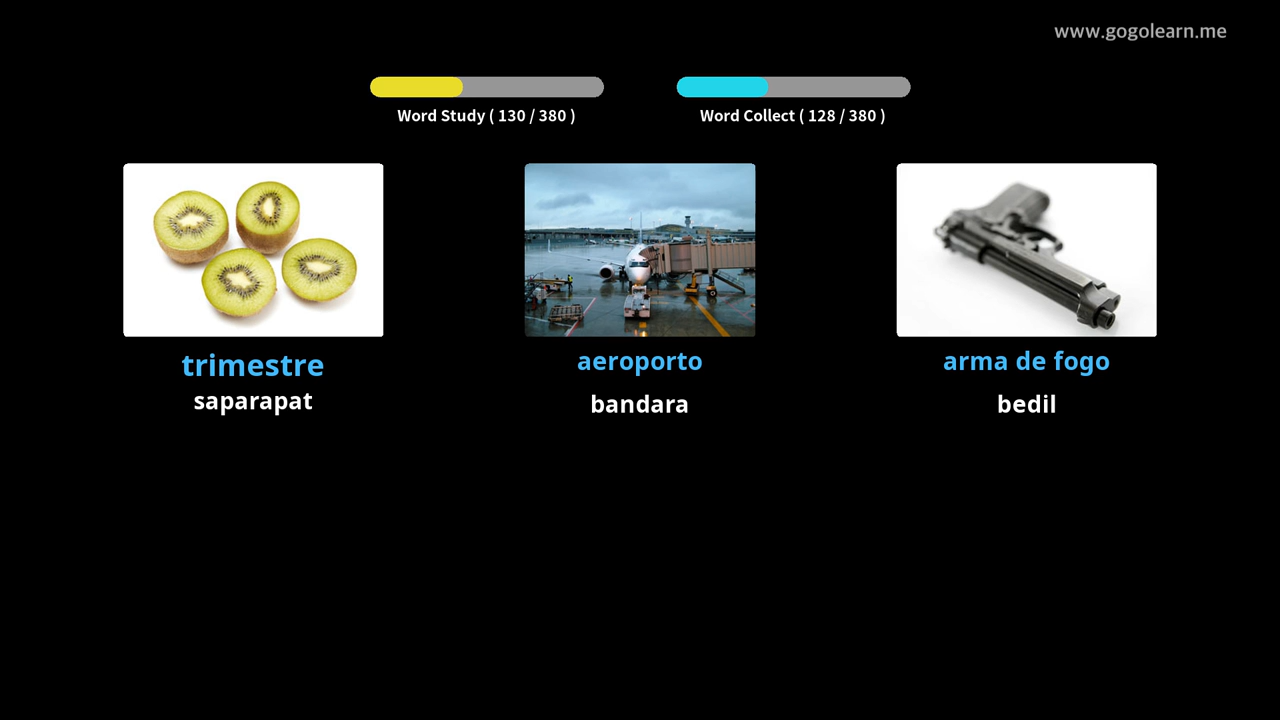 www.gogolearn.me
Word Study ( 130 / 380 )
Word Collect ( 128 / 380 )
trimestre
saparapat
aeroporto
bandara
arma de fogo
bedil